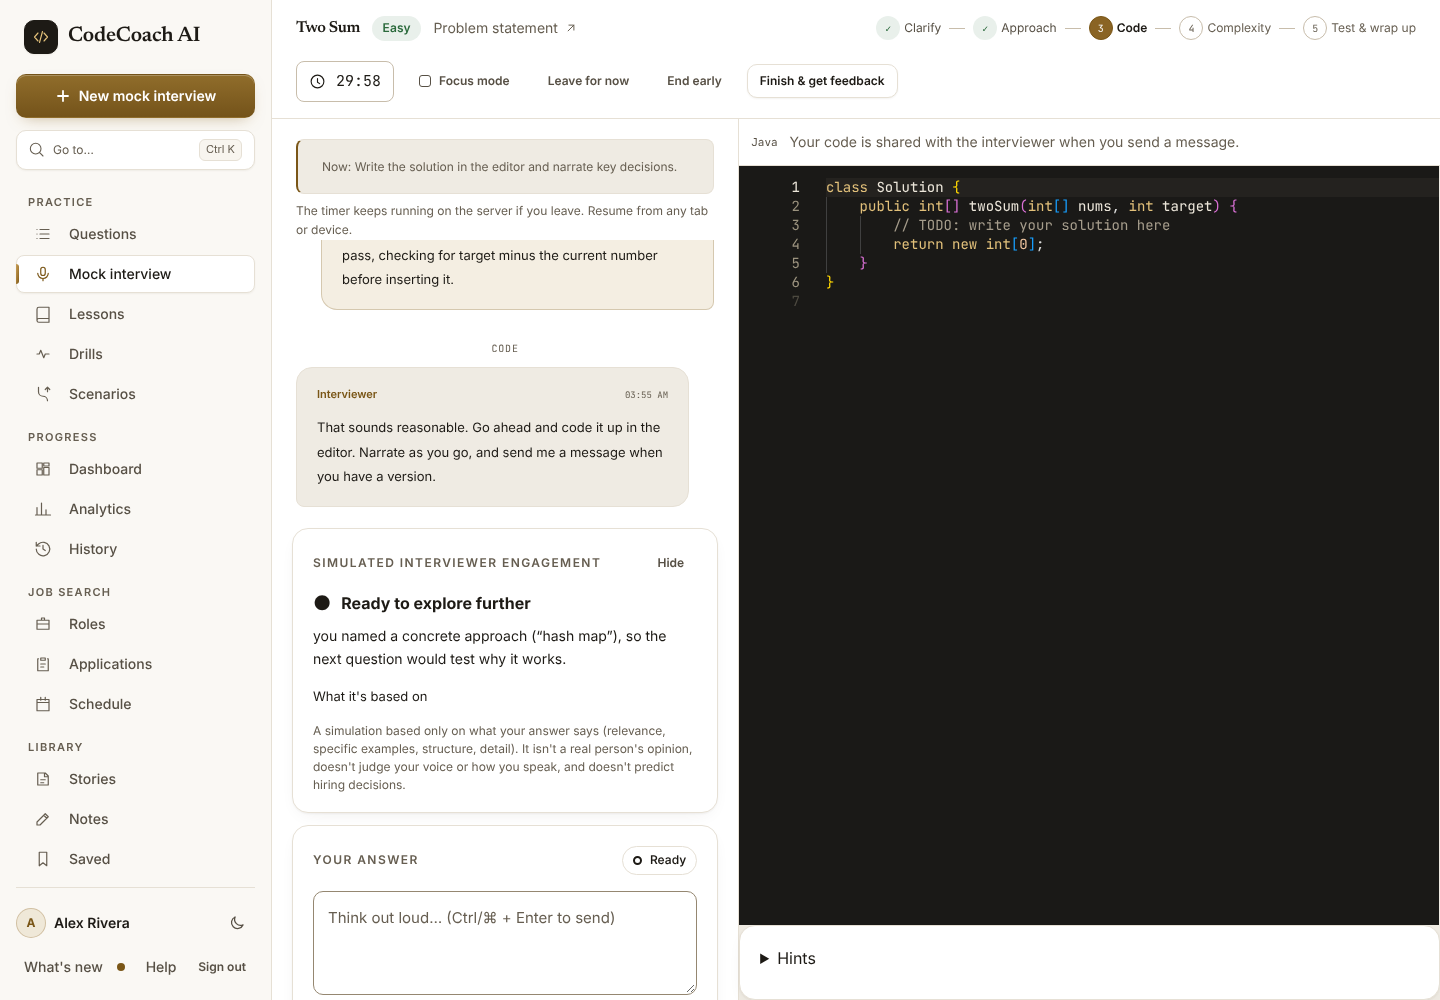 CodeCoach AI
New mock interview
Go to...
Ctrl K
PRACTICE
Questions
Mock interview
Lessons
Drills
Scenarios
PROGRESS
Dashboard
Analytics
History
JOB SEARCH
Roles
Applications
Schedule
LIBRARY
Stories
Notes
Saved
A
Alex Rivera
What's new
Help
Sign out
Two Sum
Easy
Problem statement ↗
✓ Clarify
✓ Approach
3 Code
4 Complexity
5 Test & wrap up
29:58
Focus mode
Leave for now
End early
Finish & get feedback
Now: Write the solution in the editor and narrate key decisions.
The timer keeps running on the server if you leave. Resume from any tab
or device.
pass, checking for target minus the current number
before inserting it.
CODE
Interviewer
03:55 AM
That sounds reasonable. Go ahead and code it up in the
editor. Narrate as you go, and send me a message when
you have a version.
SIMULATED INTERVIEWER ENGAGEMENT
Hide
Ready to explore further
you named a concrete approach (“hash map”), so the
next question would test why it works.
What it's based on
A simulation based only on what your answer says (relevance,
specific examples, structure, detail). It isn't a real person's opinion,
doesn't judge your voice or how you speak, and doesn't predict
hiring decisions.
YOUR ANSWER
Ready
Think out loud... (Ctrl/⌘ + Enter to send)
Java
Your code is shared with the interviewer when you send a message.
1 class Solution {
2     public int[] twoSum(int[] nums, int target) {
3         // TODO: write your solution here
4         return new int[0];
5     }
6 }
7
Hints